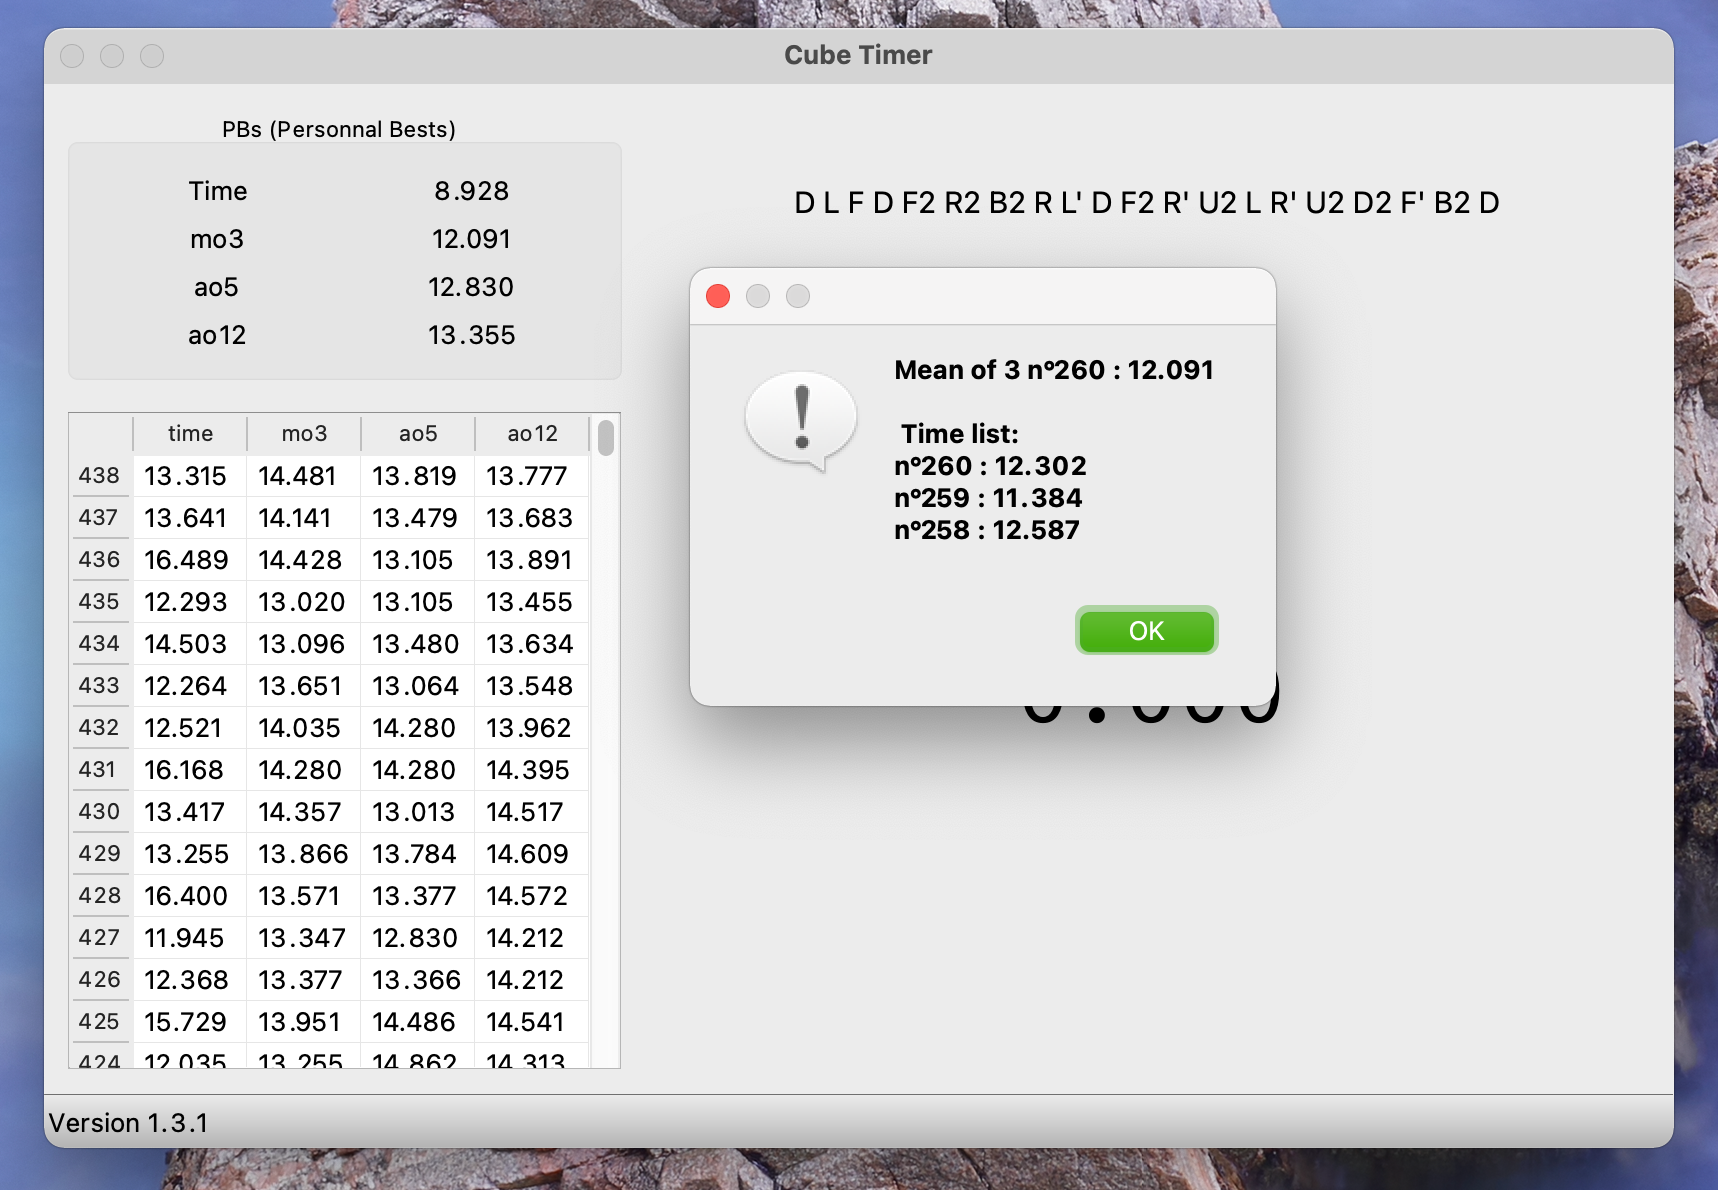 Cube Timer
PBs (Personnal Bests)
Time 8.928
mo3 12.091
ao5 12.830
ao12 13.355
D L F D F2 R2 B2 R L' D F2 R' U2 L R' U2 D2 F' B2 D
time mo3 ao5 ao12
438 13.315 14.481 13.819 13.777
437 13.641 14.141 13.479 13.683
436 16.489 14.428 13.105 13.891
435 12.293 13.020 13.105 13.455
434 14.503 13.096 13.480 13.634
433 12.264 13.651 13.064 13.548
432 12.521 14.035 14.280 13.962
431 16.168 14.280 14.280 14.395
430 13.417 14.357 13.013 14.517
429 13.255 13.866 13.784 14.609
428 16.400 13.571 13.377 14.572
427 11.945 13.347 12.830 14.212
426 12.368 13.377 13.366 14.212
425 15.729 13.951 14.486 14.541
424 12.035 13.255 14.862 14.313
Mean of 3 n°260 : 12.091
Time list:
n°260 : 12.302
n°259 : 11.384
n°258 : 12.587
OK
Version 1.3.1